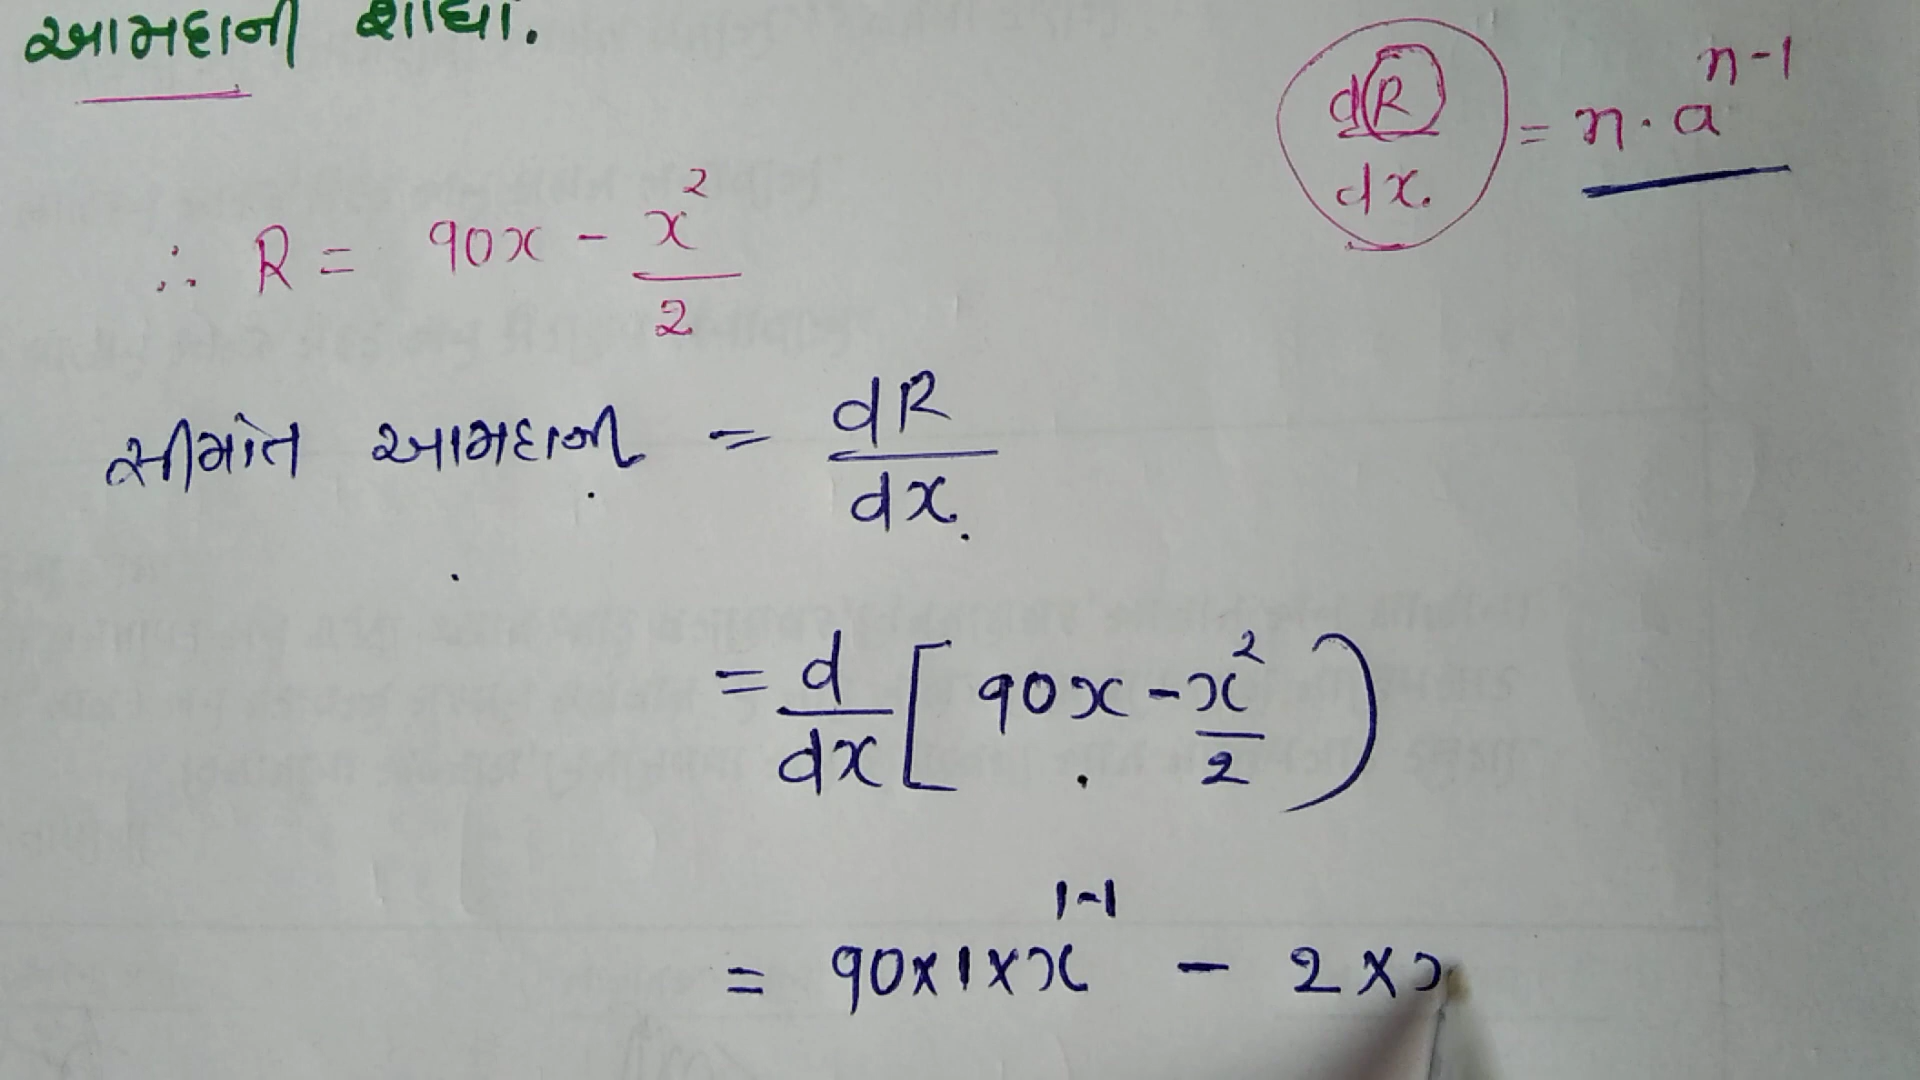 આમદાની શોધો.
dR/dx. = n·a^(n-1)
∴ R = 90x - x²/2
સીમાંત આમદાની = dR/dx.
= d/dx [90x - x²/2)
= 90×1×x^(1-1) - 2×